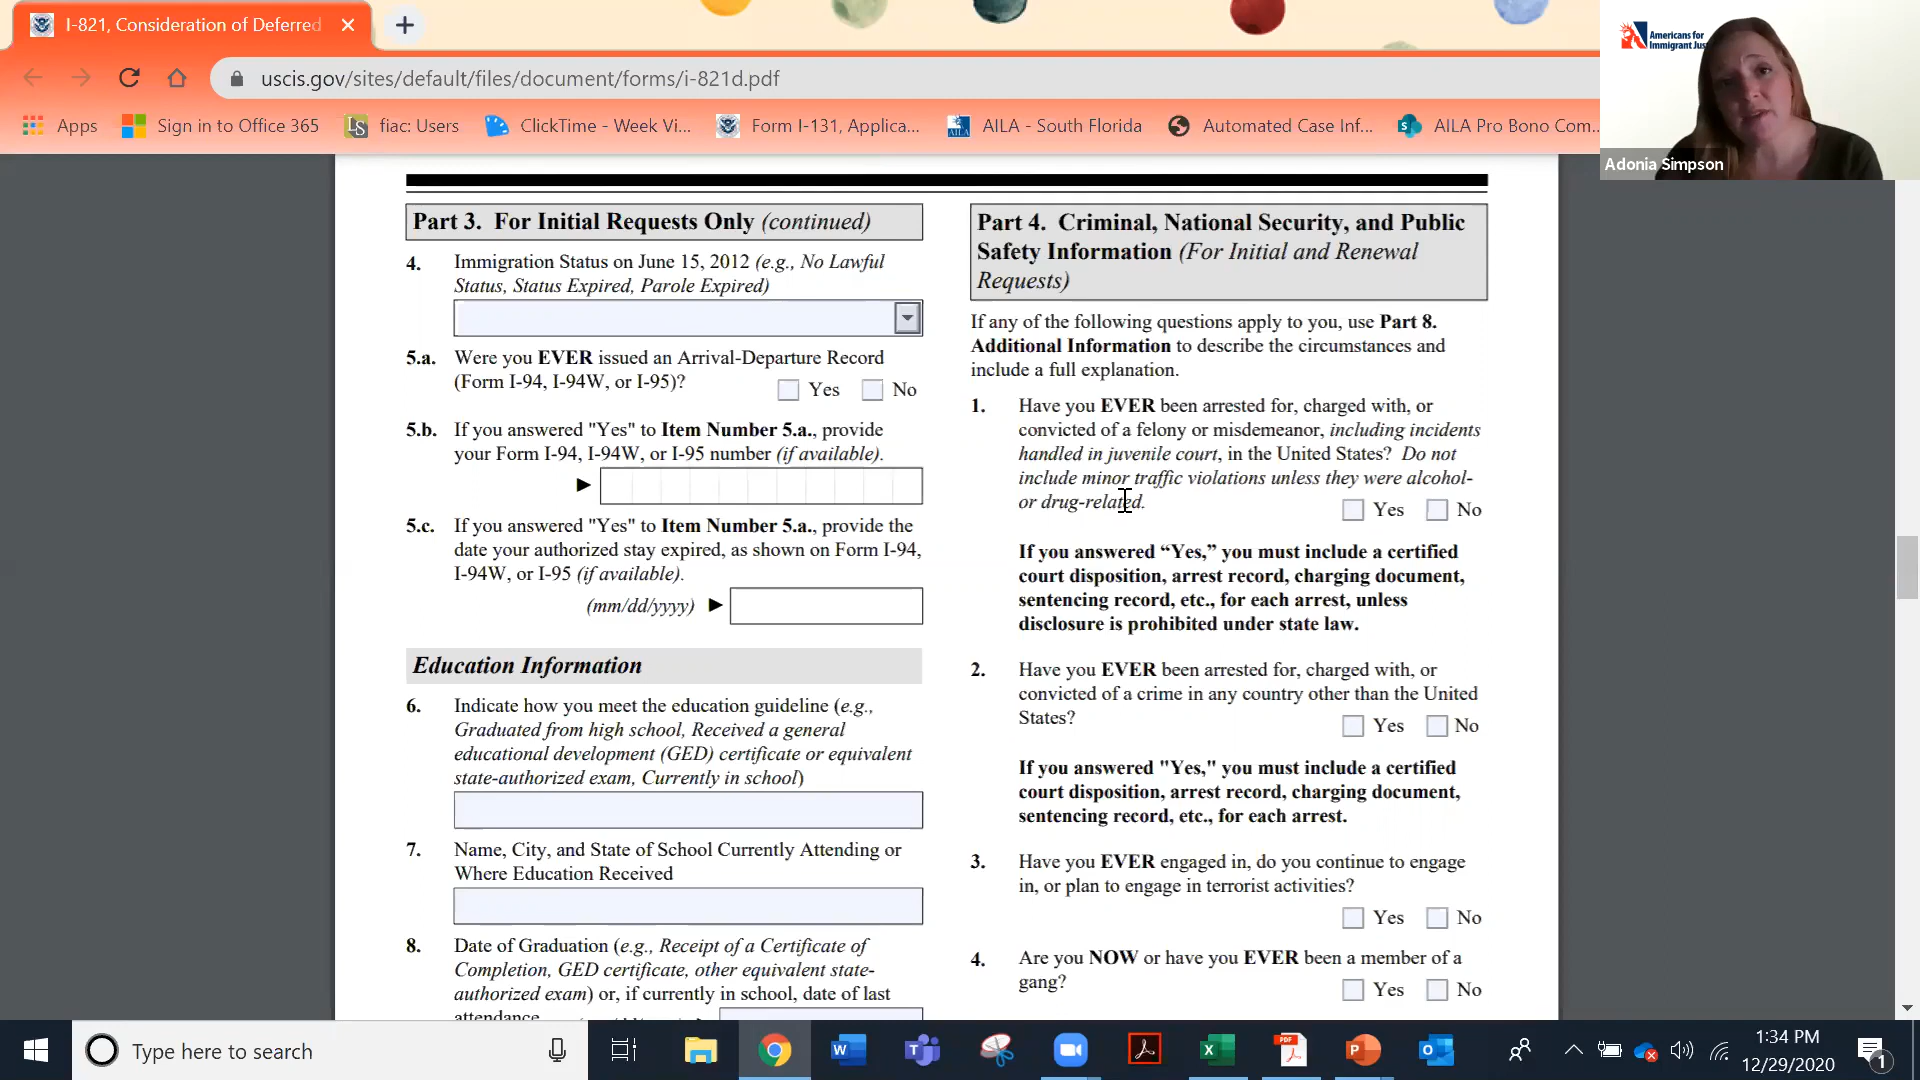 I-821, Consideration of Deferred
uscis.gov/sites/default/files/document/forms/i-821d.pdf
Apps
Sign in to Office 365
fiac: Users
ClickTime - Week Vi...
Form I-131, Applica...
AILA - South Florida
Automated Case Inf...
AILA Pro Bono Com...
Americans for
Immigrant Jus
Adonia Simpson
Part 3. For Initial Requests Only (continued)
4. Immigration Status on June 15, 2012 (e.g., No Lawful
Status, Status Expired, Parole Expired)
5.a. Were you EVER issued an Arrival-Departure Record
(Form I-94, I-94W, or I-95)? Yes No
5.b. If you answered "Yes" to Item Number 5.a., provide
your Form I-94, I-94W, or I-95 number (if available).
5.c. If you answered "Yes" to Item Number 5.a., provide the
date your authorized stay expired, as shown on Form I-94,
I-94W, or I-95 (if available).
(mm/dd/yyyy)
Education Information
6. Indicate how you meet the education guideline (e.g.,
Graduated from high school, Received a general
educational development (GED) certificate or equivalent
state-authorized exam, Currently in school)
7. Name, City, and State of School Currently Attending or
Where Education Received
8. Date of Graduation (e.g., Receipt of a Certificate of
Completion, GED certificate, other equivalent state-
authorized exam) or, if currently in school, date of last
attendance
Part 4. Criminal, National Security, and Public
Safety Information (For Initial and Renewal
Requests)
If any of the following questions apply to you, use Part 8.
Additional Information to describe the circumstances and
include a full explanation.
1. Have you EVER been arrested for, charged with, or
convicted of a felony or misdemeanor, including incidents
handled in juvenile court, in the United States? Do not
include minor traffic violations unless they were alcohol-
or drug-related. Yes No
If you answered “Yes,” you must include a certified
court disposition, arrest record, charging document,
sentencing record, etc., for each arrest, unless
disclosure is prohibited under state law.
2. Have you EVER been arrested for, charged with, or
convicted of a crime in any country other than the United
States? Yes No
If you answered "Yes," you must include a certified
court disposition, arrest record, charging document,
sentencing record, etc., for each arrest.
3. Have you EVER engaged in, do you continue to engage
in, or plan to engage in terrorist activities?
Yes No
4. Are you NOW or have you EVER been a member of a
gang? Yes No
Type here to search
1:34 PM
12/29/2020
1